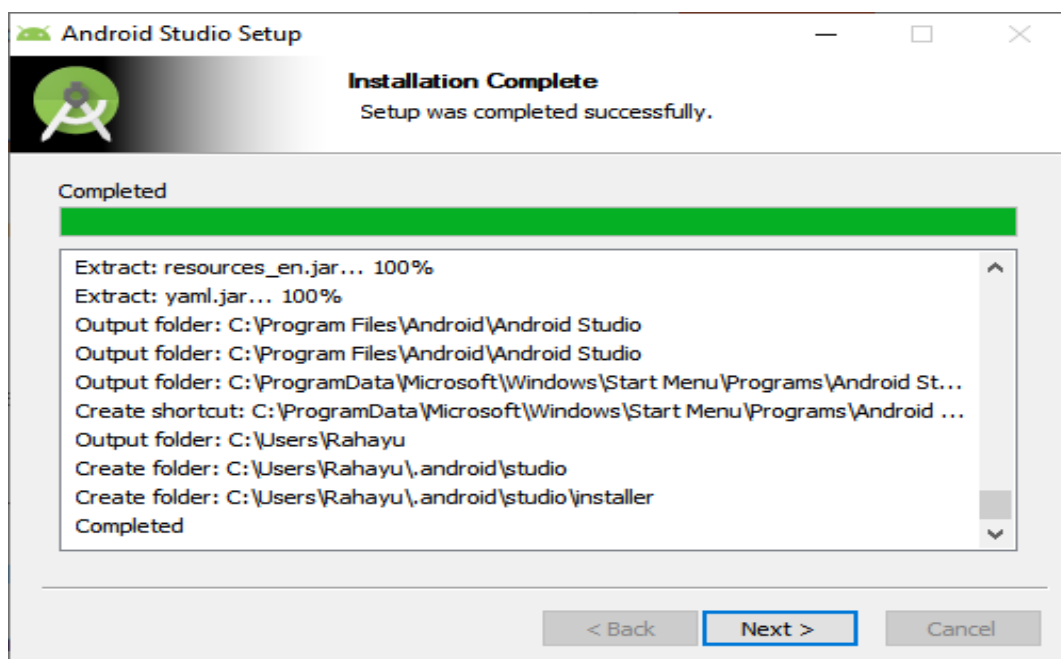 Android Studio Setup
Installation Complete
Setup was completed successfully.
Completed
Extract: resources_en.jar... 100%
Extract: yaml.jar... 100%
Output folder: C:\Program Files\Android\Android Studio
Output folder: C:\Program Files\Android\Android Studio
Output folder: C:\ProgramData\Microsoft\Windows\Start Menu\Programs\Android St...
Create shortcut: C:\ProgramData\Microsoft\Windows\Start Menu\Programs\Android ...
Output folder: C:\Users\Rahayu
Create folder: C:\Users\Rahayu\.android\studio
Create folder: C:\Users\Rahayu\.android\studio\installer
Completed
< Back Next > Cancel